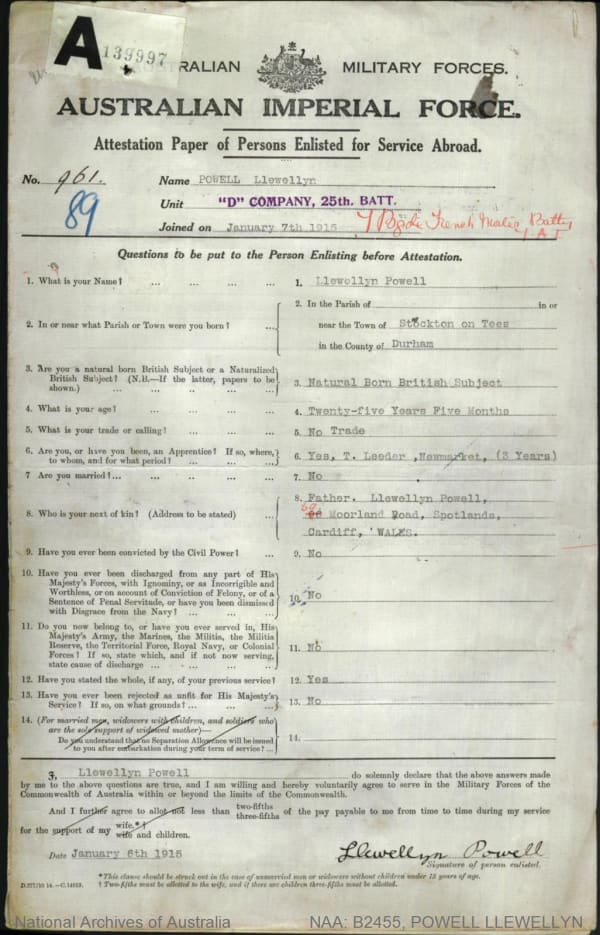 A 139997
AUSTRALIAN MILITARY FORCES.
AUSTRALIAN IMPERIAL FORCE.
Attestation Paper of Persons Enlisted for Service Abroad.
No. 961. Name POWELL Llewellyn
89 Unit "D" COMPANY, 25th. BATT.
Joined on January 7th 1915 Trench Battry
Questions to be put to the Person Enlisting before Attestation.
1. What is your Name? ... ... ... ... 1. Llewellyn Powell
2. In or near what Parish or Town were you born? ... 2. In the Parish of in or
near the Town of Stockton on Tees
in the County of Durham
3. Are you a natural born British Subject or a Naturalized
British Subject? (N.B.—If the latter, papers to be
shown.) ... ... ... ... 3. Natural Born British Subject
4. What is your age? ... ... ... ... 4. Twenty-five Years Five Months
5. What is your trade or calling? ... ... ... 5. No Trade
6. Are you, or have you been, an Apprentice? If so, where,
to whom, and for what period? ... ... ... 6. Yes, T. Leeder ,Newmarket, (3 Years)
7 Are you married?... ... ... ... ... 7. No
8. Who is your next of kin? (Address to be stated) ... 8. Father. Llewellyn Powell,
69 Moorland Road, Spotlands,
Cardiff, WALES.
9. Have you ever been convicted by the Civil Power? ... 9. No
10. Have you ever been discharged from any part of His
Majesty's Forces, with Ignominy, or as Incorrigible and
Worthless, or on account of Conviction of Felony, or of a
Sentence of Penal Servitude, or have you been dismissed
with Disgrace from the Navy? ... ... ... 10. No
11. Do you now belong to, or have you ever served in, His
Majesty's Army, the Marines, the Militia, the Militia
Reserve, the Territorial Force, Royal Navy, or Colonial
Forces? If so, state which, and if not now serving,
state cause of discharge ... ... ... ... 11. No
12. Have you stated the whole, if any, of your previous service? 12. Yes
13. Have you ever been rejected as unfit for His Majesty's
Service? If so, on what grounds? ... ... ... 13. No
14. (For married men, widowers with children, and soldiers who
are the sole support of widowed mother)—
Do you understand that no Separation Allowance will be issued
to you after embarkation during your term of service? ... 14.
I, Llewellyn Powell do solemnly declare that the above answers made
by me to the above questions are true, and I am willing and hereby voluntarily agree to serve in the Military Forces of the
Commonwealth of Australia within or beyond the limits of the Commonwealth.
And I further agree to allot not less than two-fifths three-fifths of the pay payable to me from time to time during my service
for the support of my wife.*† wife and children.
Date January 6th 1915 Llewellyn Powell
Signature of person enlisted.
*This clause should be struck out in the case of unmarried men or widowers without children under 18 years of age.
† Two-fifths must be allotted to the wife, and if there are children three-fifths must be allotted.
National Archives of Australia NAA: B2455, POWELL LLEWELLYN